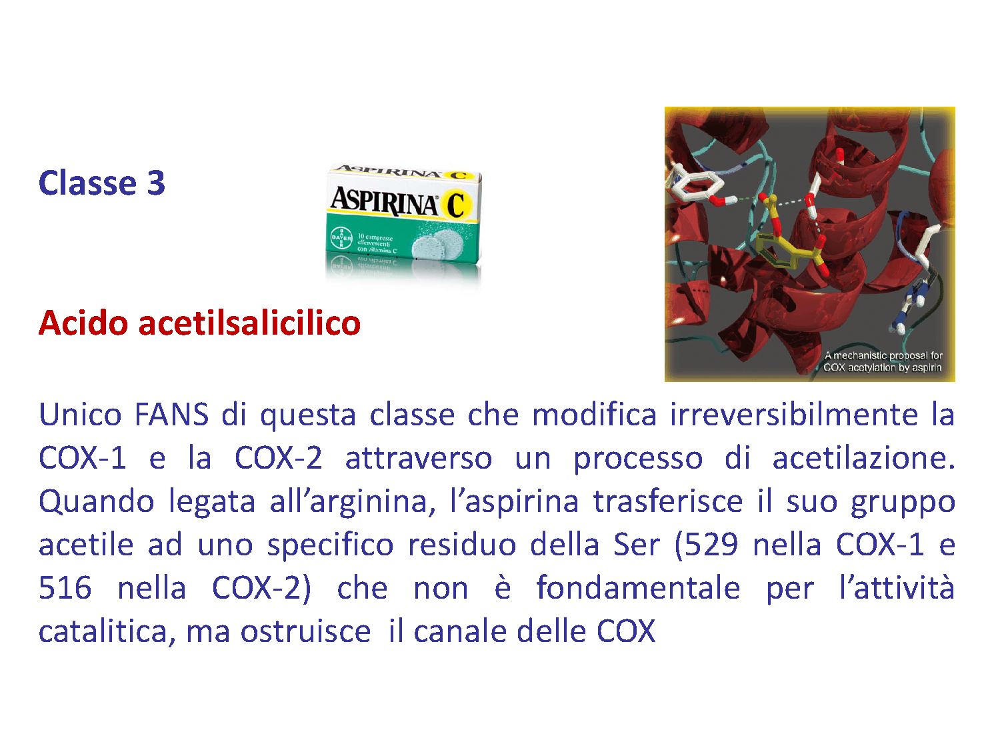 Classe 3
ASPIRINA C
ASPIRINA® C
BAYER
BAYER
10 compresse
effervescenti
con vitamina C
A mechanistic proposal for
COX acetylation by aspirin
Acido acetilsalicilico
Unico FANS di questa classe che modifica irreversibilmente la
COX-1 e la COX-2 attraverso un processo di acetilazione.
Quando legata all’arginina, l’aspirina trasferisce il suo gruppo
acetile ad uno specifico residuo della Ser (529 nella COX-1 e
516 nella COX-2) che non è fondamentale per l’attività
catalitica, ma ostruisce il canale delle COX